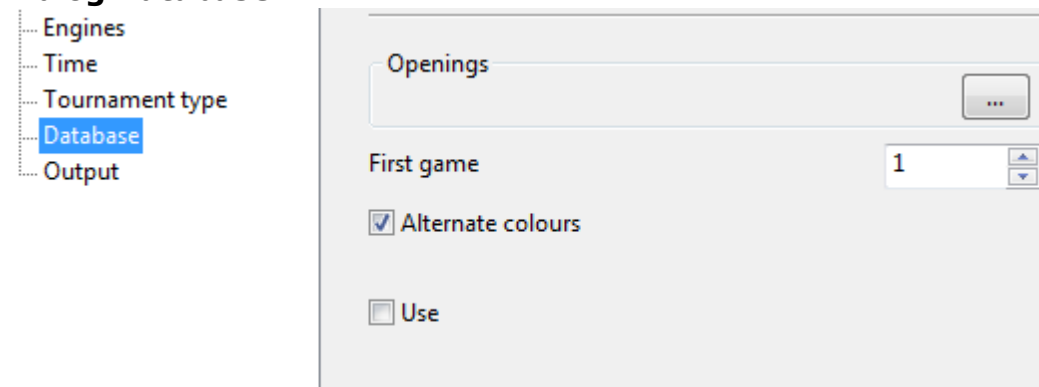 Engines
Time
Tournament type
Database
Output
Openings
...
First game
1
Alternate colours
Use